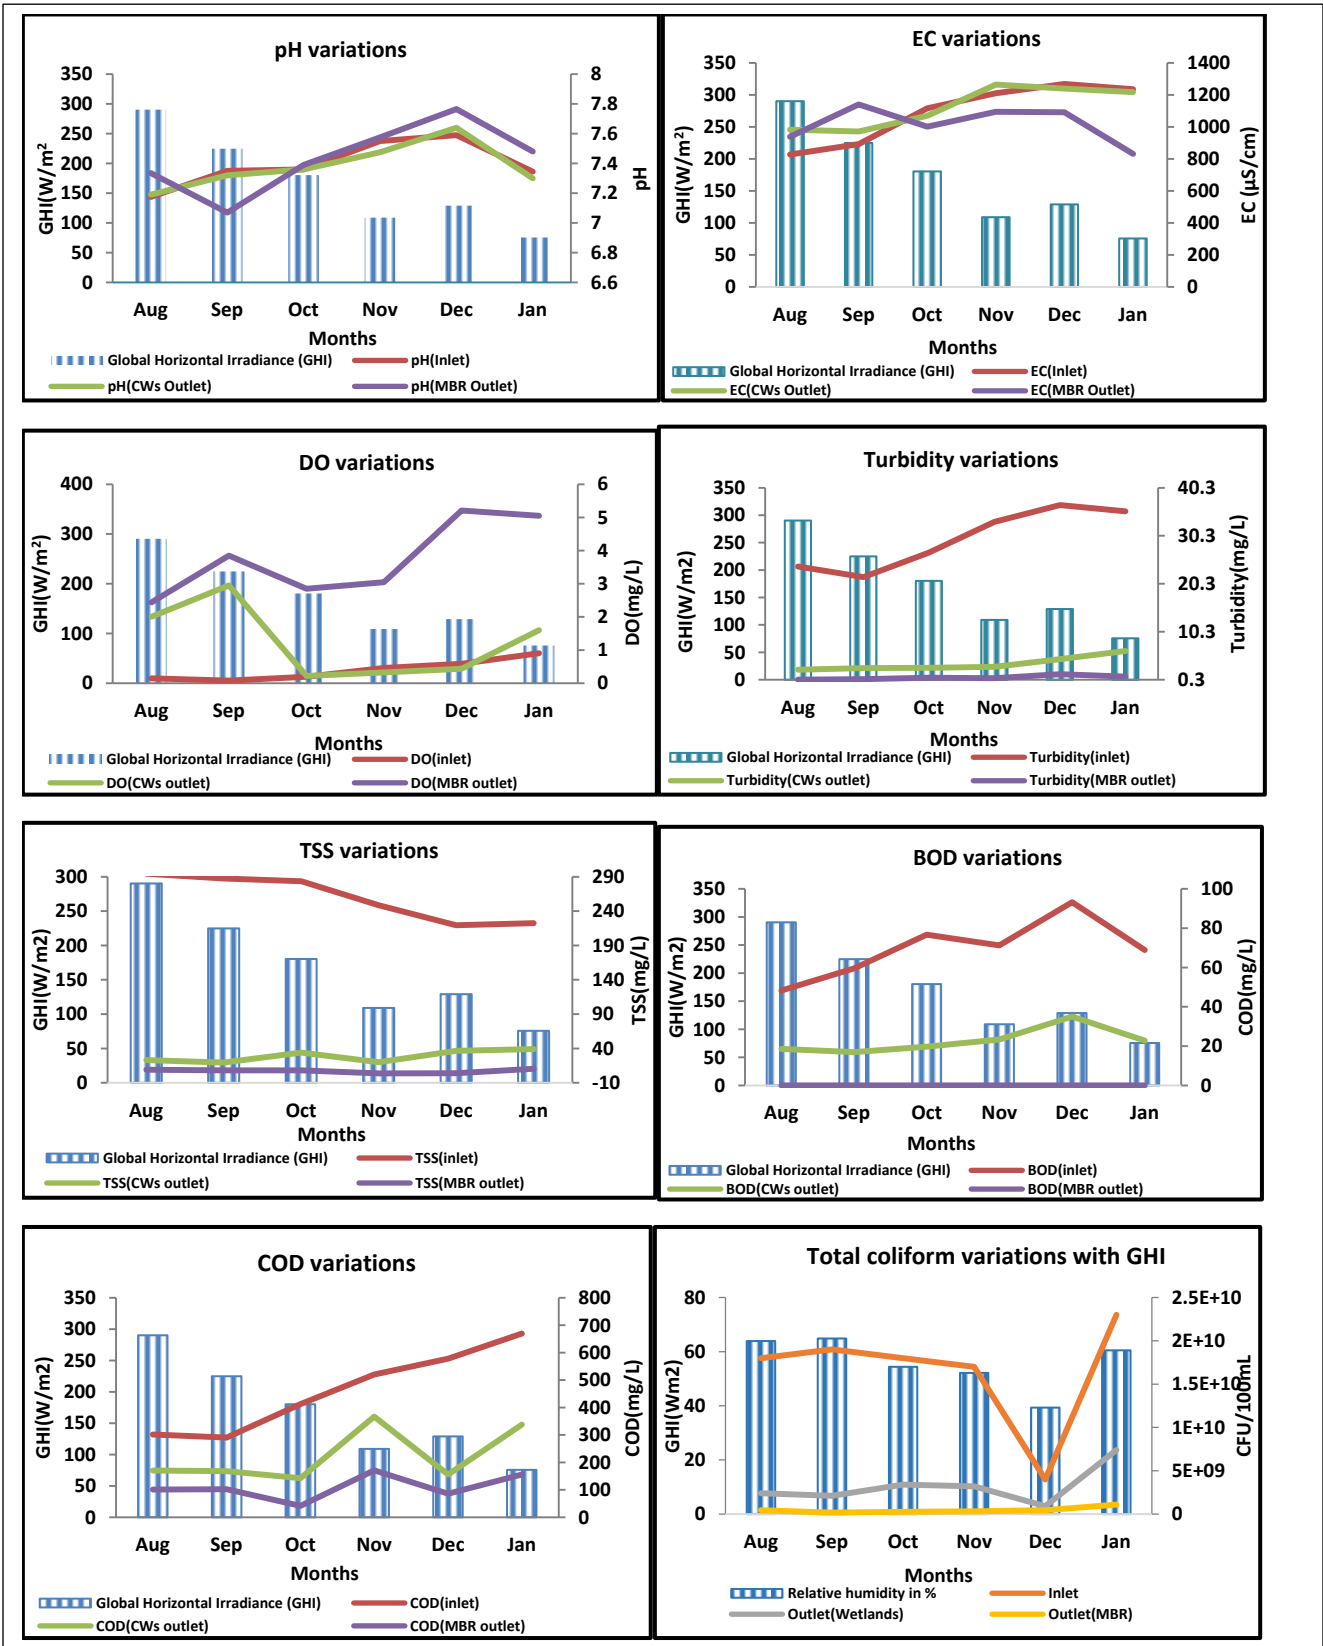 pH variations
350
300
250
200
150
100
50
0
GHI(W/m²
8
7.8
7.6
7.4
7.2
7
6.8
6.6
pH
Aug Sep Oct Nov Dec Jan
Months
Global Horizontal Irradiance (GHI) pH(Inlet)
pH(CWs Outlet) pH(MBR Outlet)
EC variations
350
300
250
200
150
100
50
0
GHI(W/m²)
1400
1200
1000
800
600
400
200
0
EC (µS/cm)
Aug Sep Oct Nov Dec Jan
Months
Global Horizontal Irradiance (GHI) EC(Inlet)
EC(CWs Outlet) EC(MBR Outlet)
DO variations
400
300
200
100
0
GHI(W/m²)
6
5
4
3
2
1
0
DO(mg/L)
Aug Sep Oct Nov Dec Jan
Months
Global Horizontal Irradiance (GHI) DO(inlet)
DO(CWs outlet) DO(MBR outlet)
Turbidity variations
350
300
250
200
150
100
50
0
GHI(W/m2)
40.3
30.3
20.3
10.3
0.3
Turbidity(mg/L)
Aug Sep Oct Nov Dec Jan
Months
Global Horizontal Irradiance (GHI) Turbidity(inlet)
Turbidity(CWs outlet) Turbidity(MBR outlet)
TSS variations
300
250
200
150
100
50
0
GHI(W/m2)
290
240
190
140
90
40
-10
TSS(mg/L)
Aug Sep Oct Nov Dec Jan
Months
Global Horizontal Irradiance (GHI) TSS(inlet)
TSS(CWs outlet) TSS(MBR outlet)
BOD variations
350
300
250
200
150
100
50
0
GHI(W/m2)
100
80
60
40
20
0
COD(mg/L)
Aug Sep Oct Nov Dec Jan
Months
Global Horizontal Irradiance (GHI) BOD(inlet)
BOD(CWs outlet) BOD(MBR outlet)
COD variations
350
300
250
200
150
100
50
0
GHI(W/m2)
800
700
600
500
400
300
200
100
0
COD(mg/L)
Aug Sep Oct Nov Dec Jan
Months
Global Horizontal Irradiance (GHI) COD(inlet)
COD(CWs outlet) COD(MBR outlet)
Total coliform variations with GHI
80
60
40
20
0
GHI(Wm2)
2.5E+10
2E+10
1.5E+10
1E+10
5E+09
0
CFU/100mL
Aug Sep Oct Nov Dec Jan
Months
Relative humidity in % Inlet
Outlet(Wetlands) Outlet(MBR)